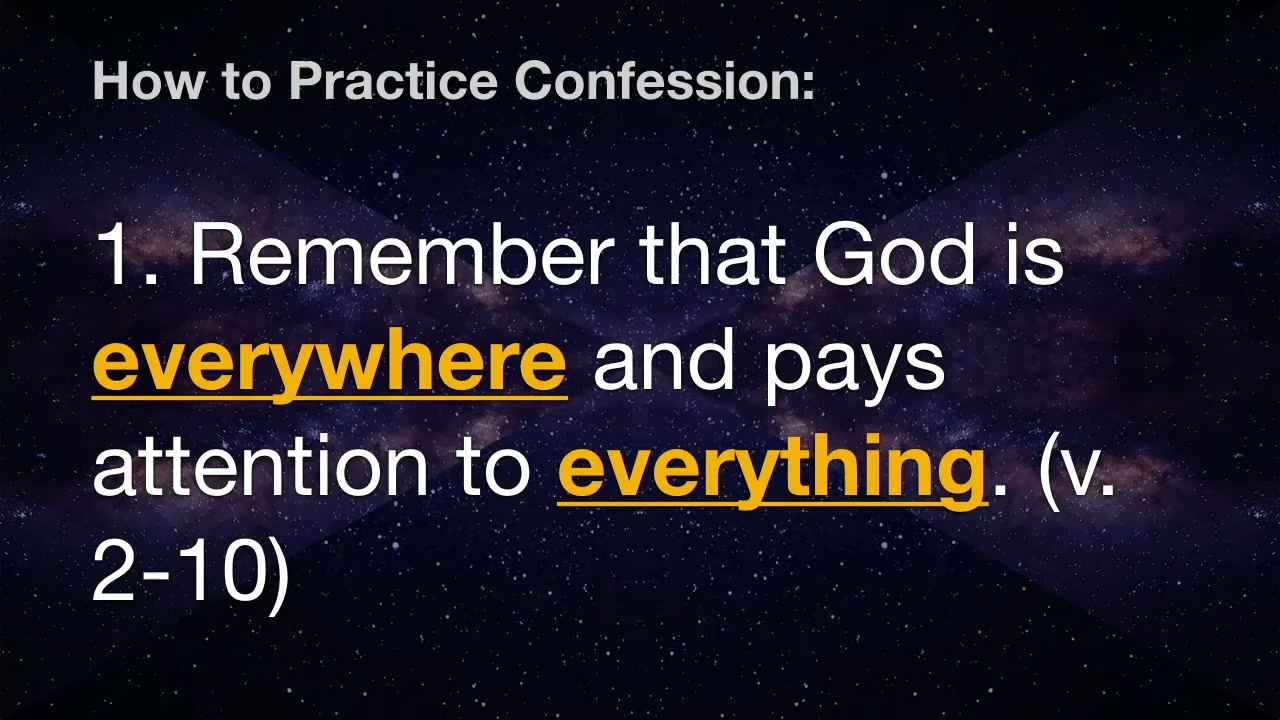 How to Practice Confession:
1. Remember that God is
everywhere and pays
attention to everything. (v.
2-10)